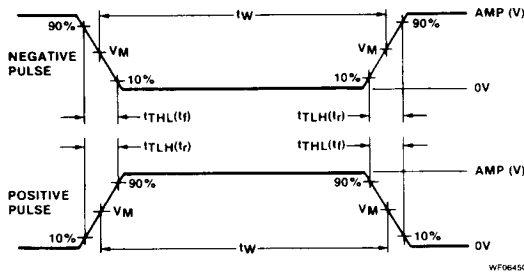 tW
AMP (V)
90%
90%
NEGATIVE
PULSE
VM
VM
10%
10%
0V
tTHL(tf)
tTLH(tr)
tTLH(tr)
tTHL(tf)
AMP (V)
90%
90%
POSITIVE
PULSE
VM
VM
10%
10%
0V
tW
WF06450